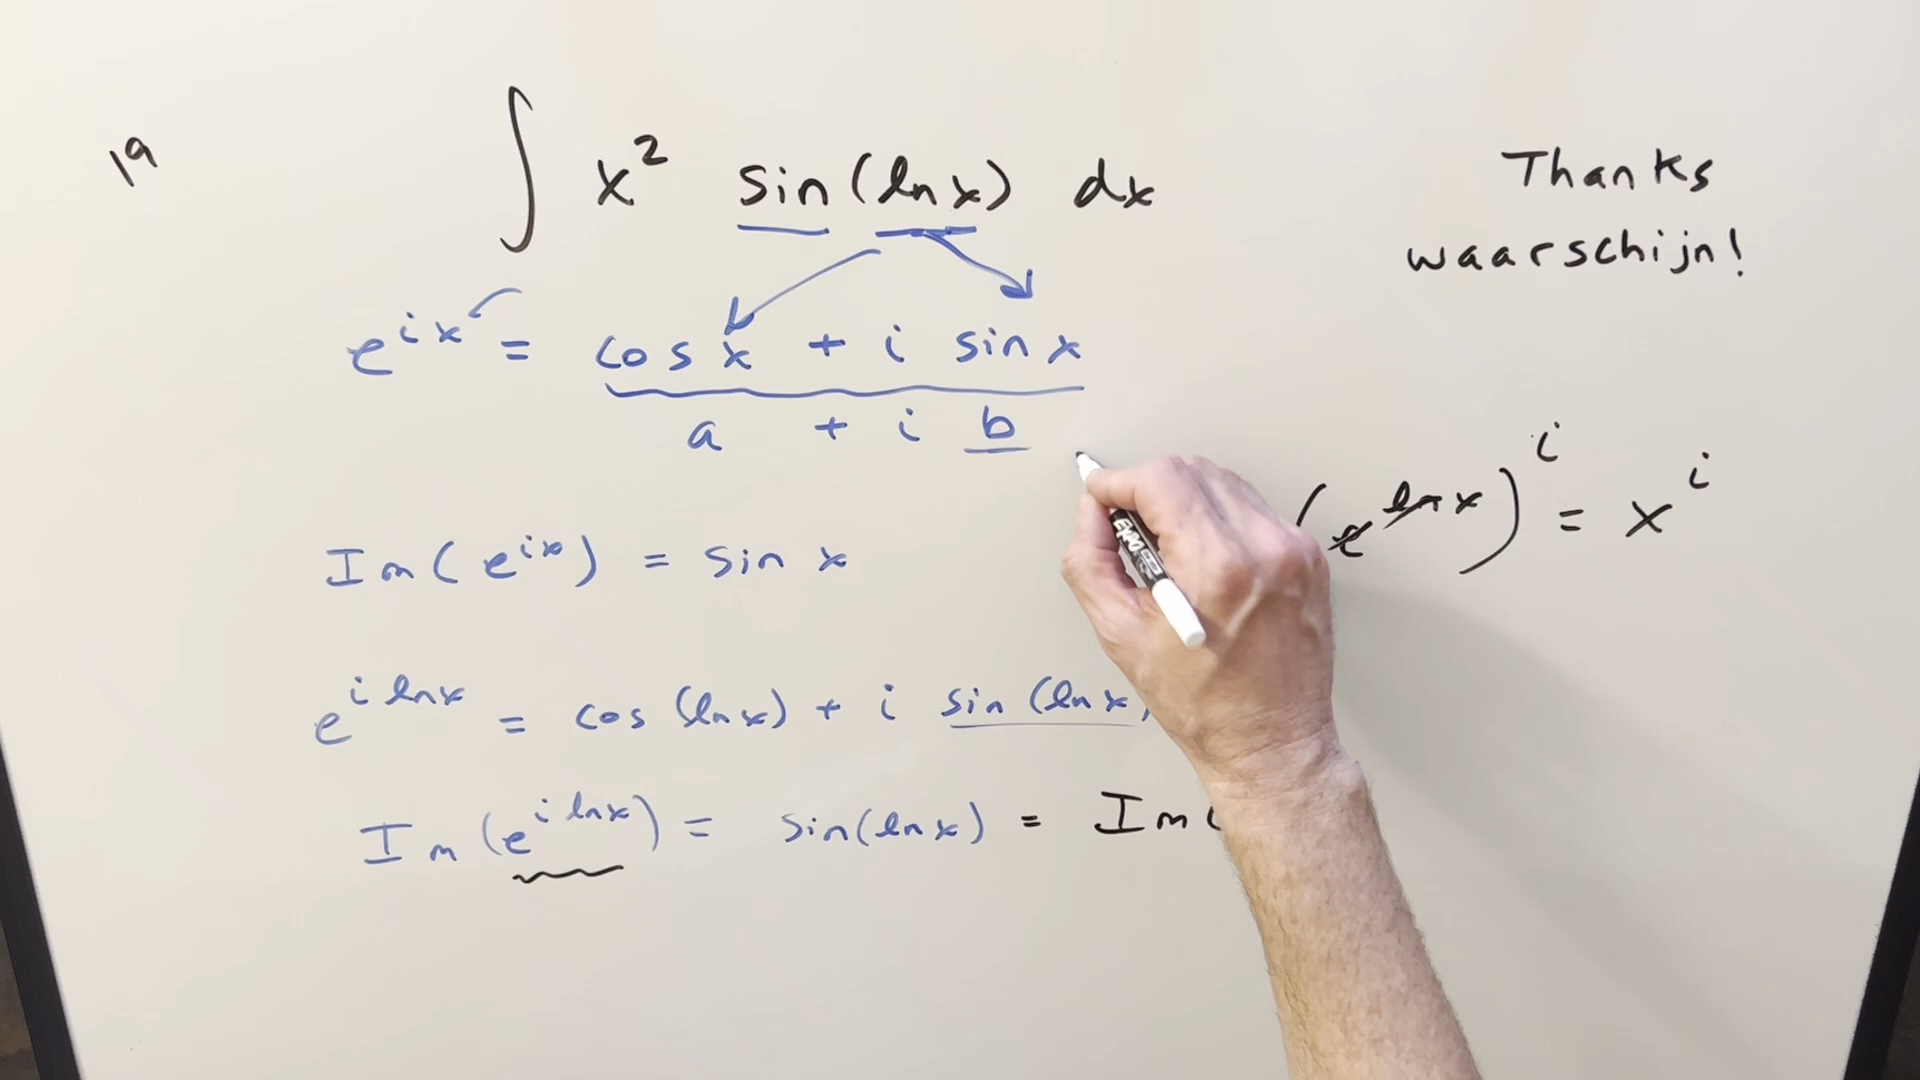 19
∫ x² sin(ln x) dx
Thanks
waarschijn!
e^{ix} = cos x + i sin x
a + i b
(e^{ln x})^i = x^i
EXPO
Im(e^{ix}) = sin x
e^{i ln x} = cos(ln x) + i sin(ln x
Im(e^{i ln x}) = sin(ln x) = Im(